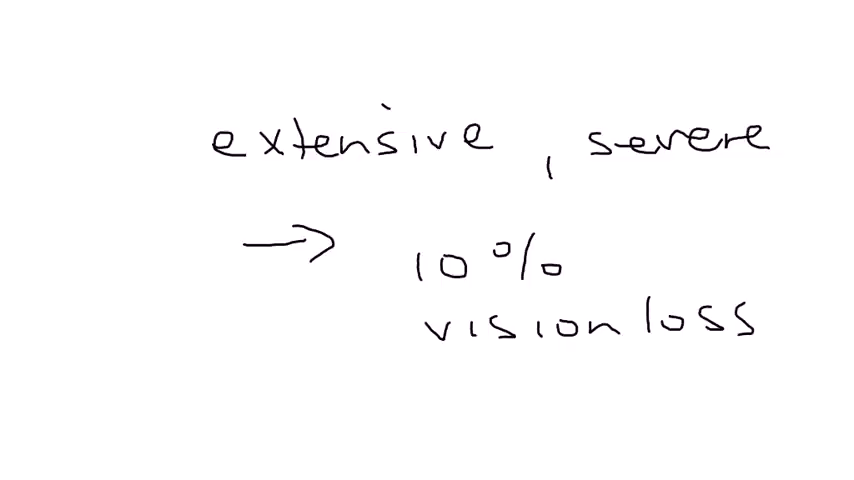 extensive, severe
→ 10%
vision loss